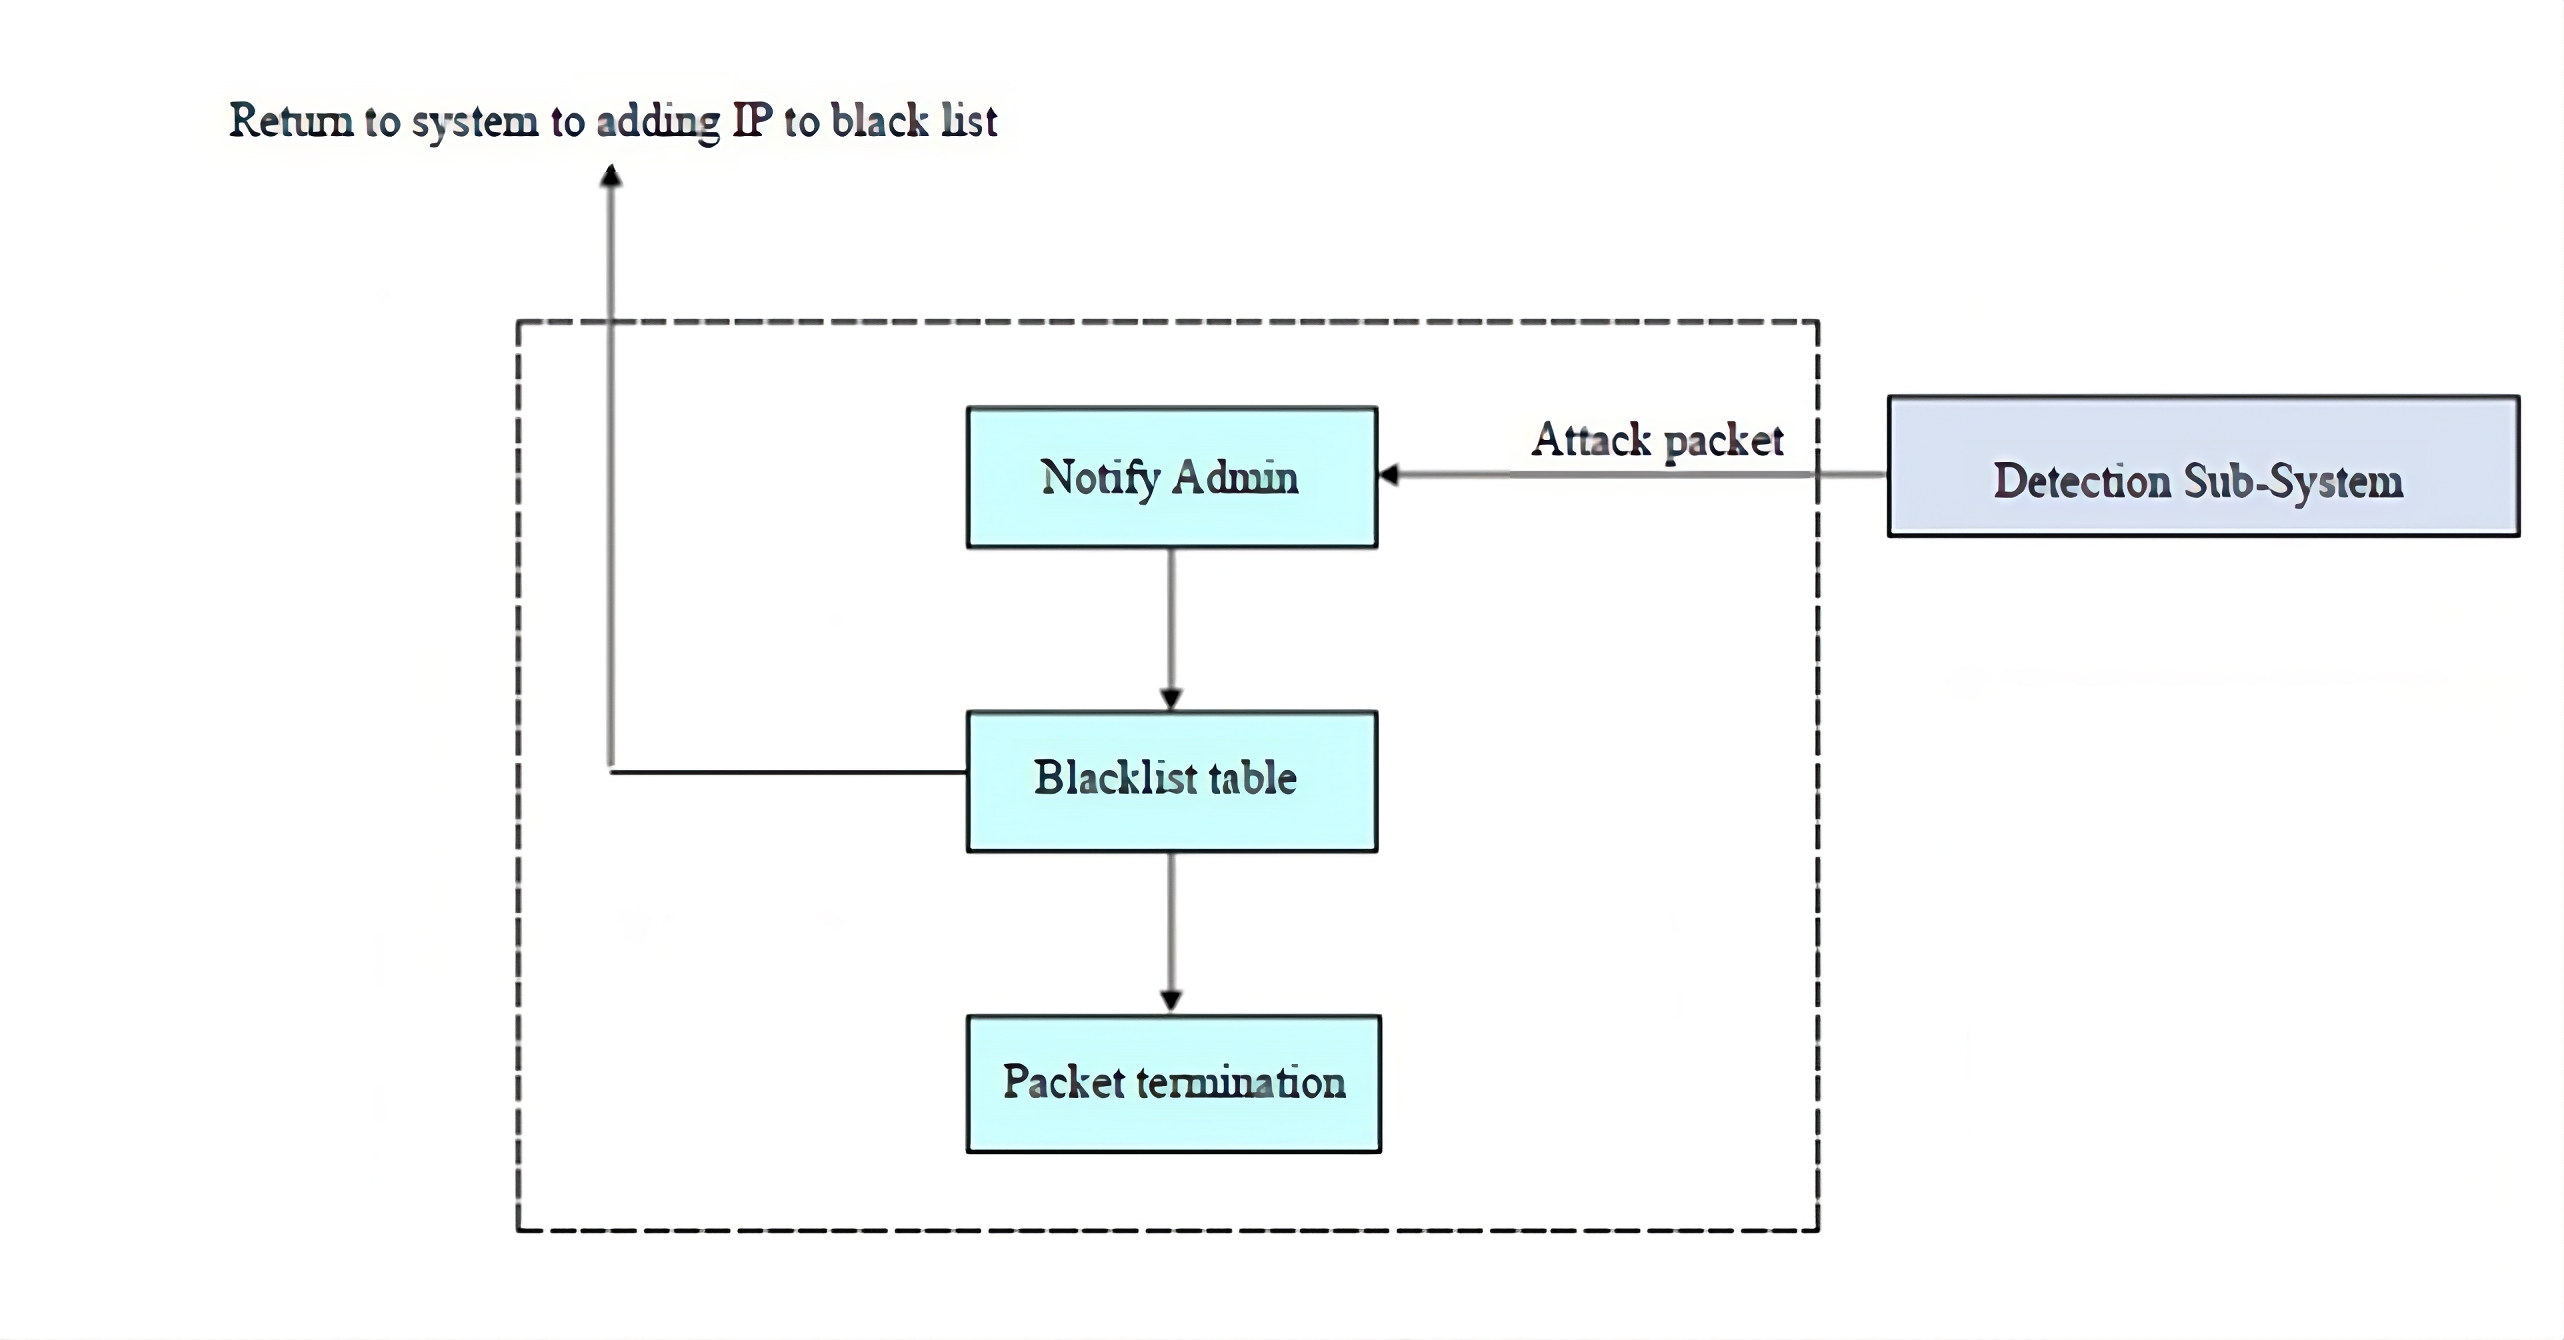 Return to system to adding IP to black list
Attack packet
Notify Admin
Detection Sub-System
Blacklist table
Packet termination